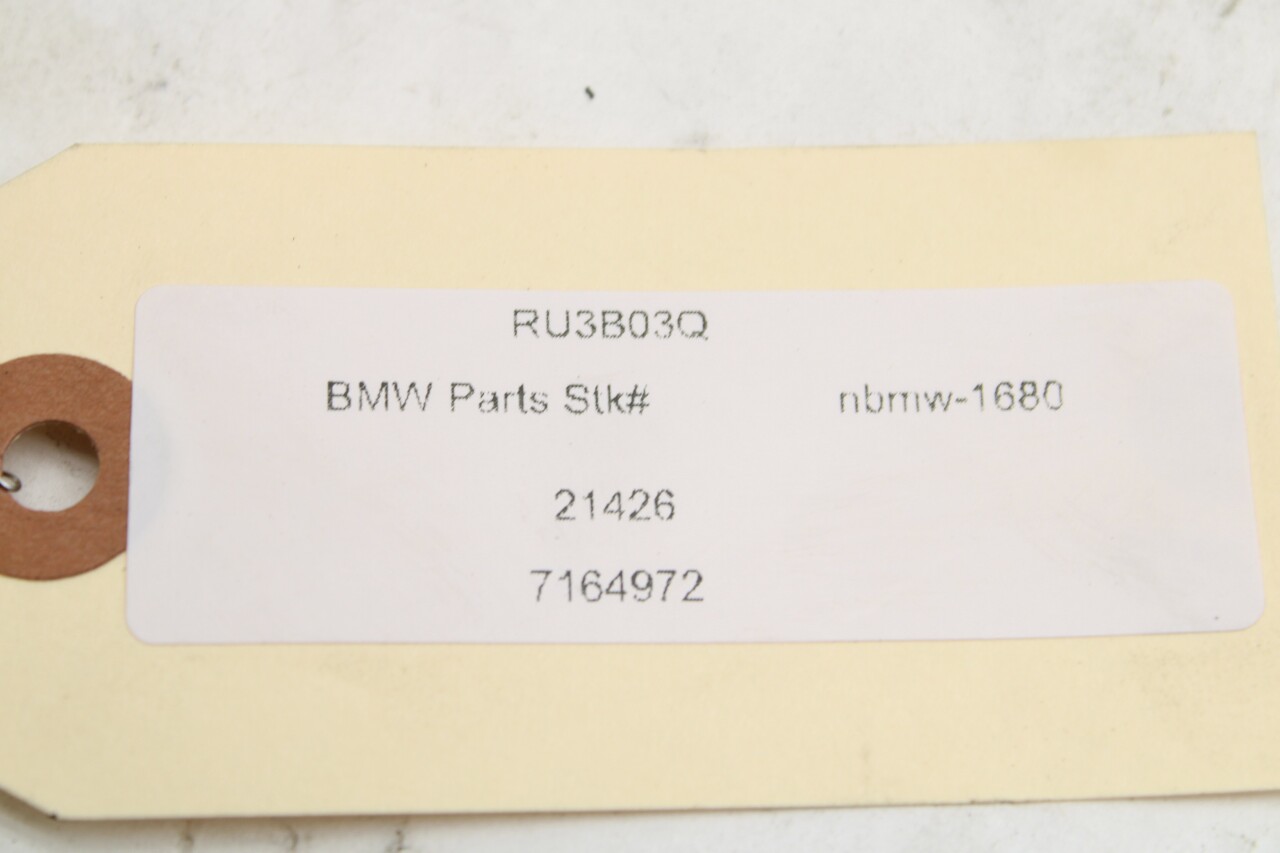 RU3B03Q
BMW Parts Stk# nbmw-1680
21426
7164972